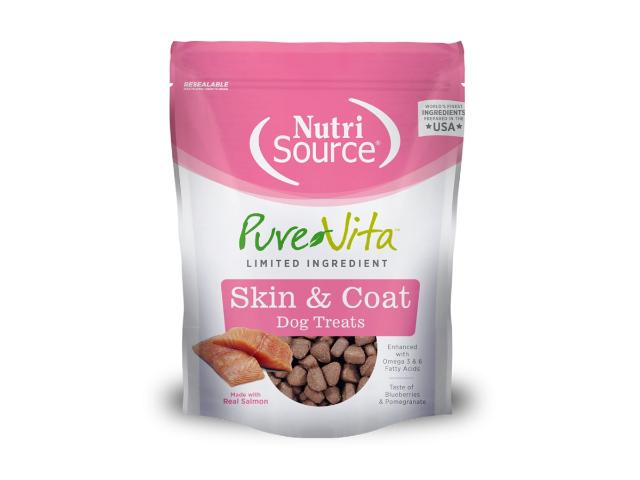 RESEALABLE
Nutri
Source®
WORLD'S FINEST
INGREDIENTS
PREPARED IN THE
★USA★
PureVita™
LIMITED INGREDIENT
Skin & Coat
Dog Treats
Enhanced
with
Omega 3 & 6
Fatty Acids
Taste of
Blueberries
& Pomegranate
Made with
Real Salmon